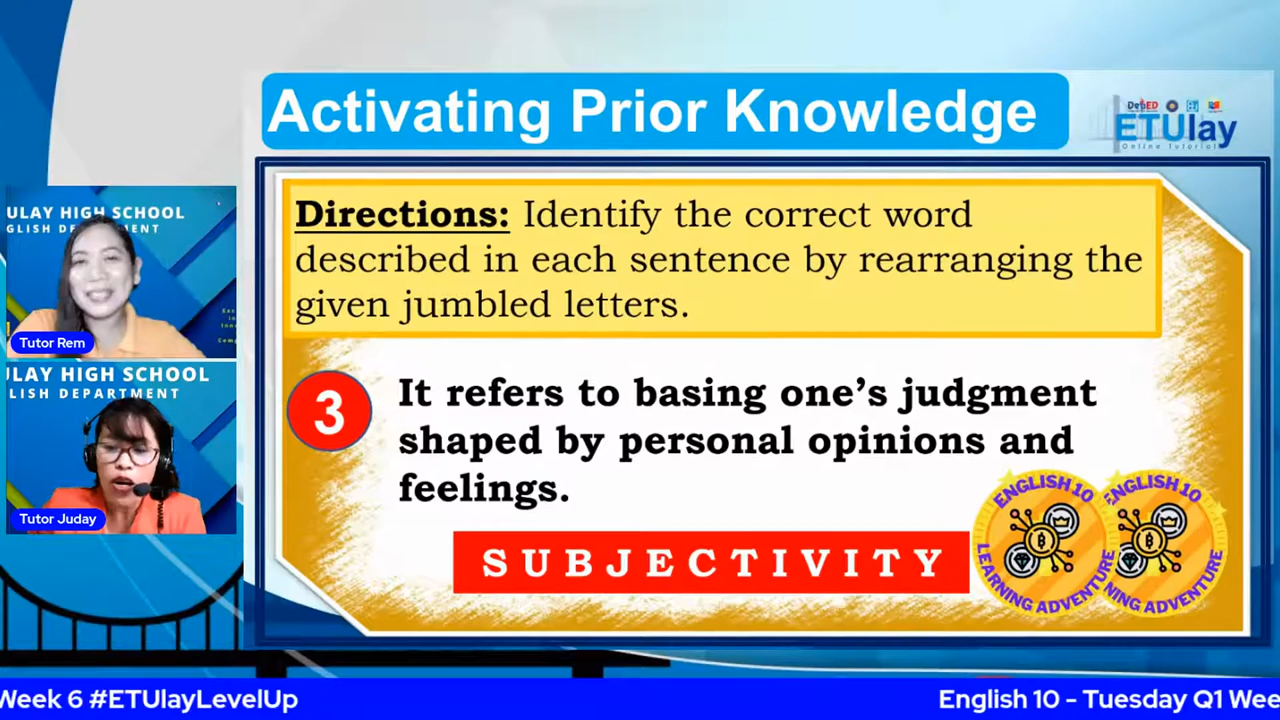 Activating Prior Knowledge
DepED
ETUlay
Online Tutorial
Directions: Identify the correct word
described in each sentence by rearranging the
given jumbled letters.
3
It refers to basing one's judgment
shaped by personal opinions and
feelings.
SUBJECTIVITY
ENGLISH 10
LEARNING ADVENTURE
ENGLISH 10
NING ADVENTURE
ULAY HIGH SCHOOL
GLISH DEPARTMENT
Tutor Rem
ULAY HIGH SCHOOL
LISH DEPARTMENT
Tutor Juday
Week 6 #ETUlayLevelUp
English 10 - Tuesday Q1 Wee